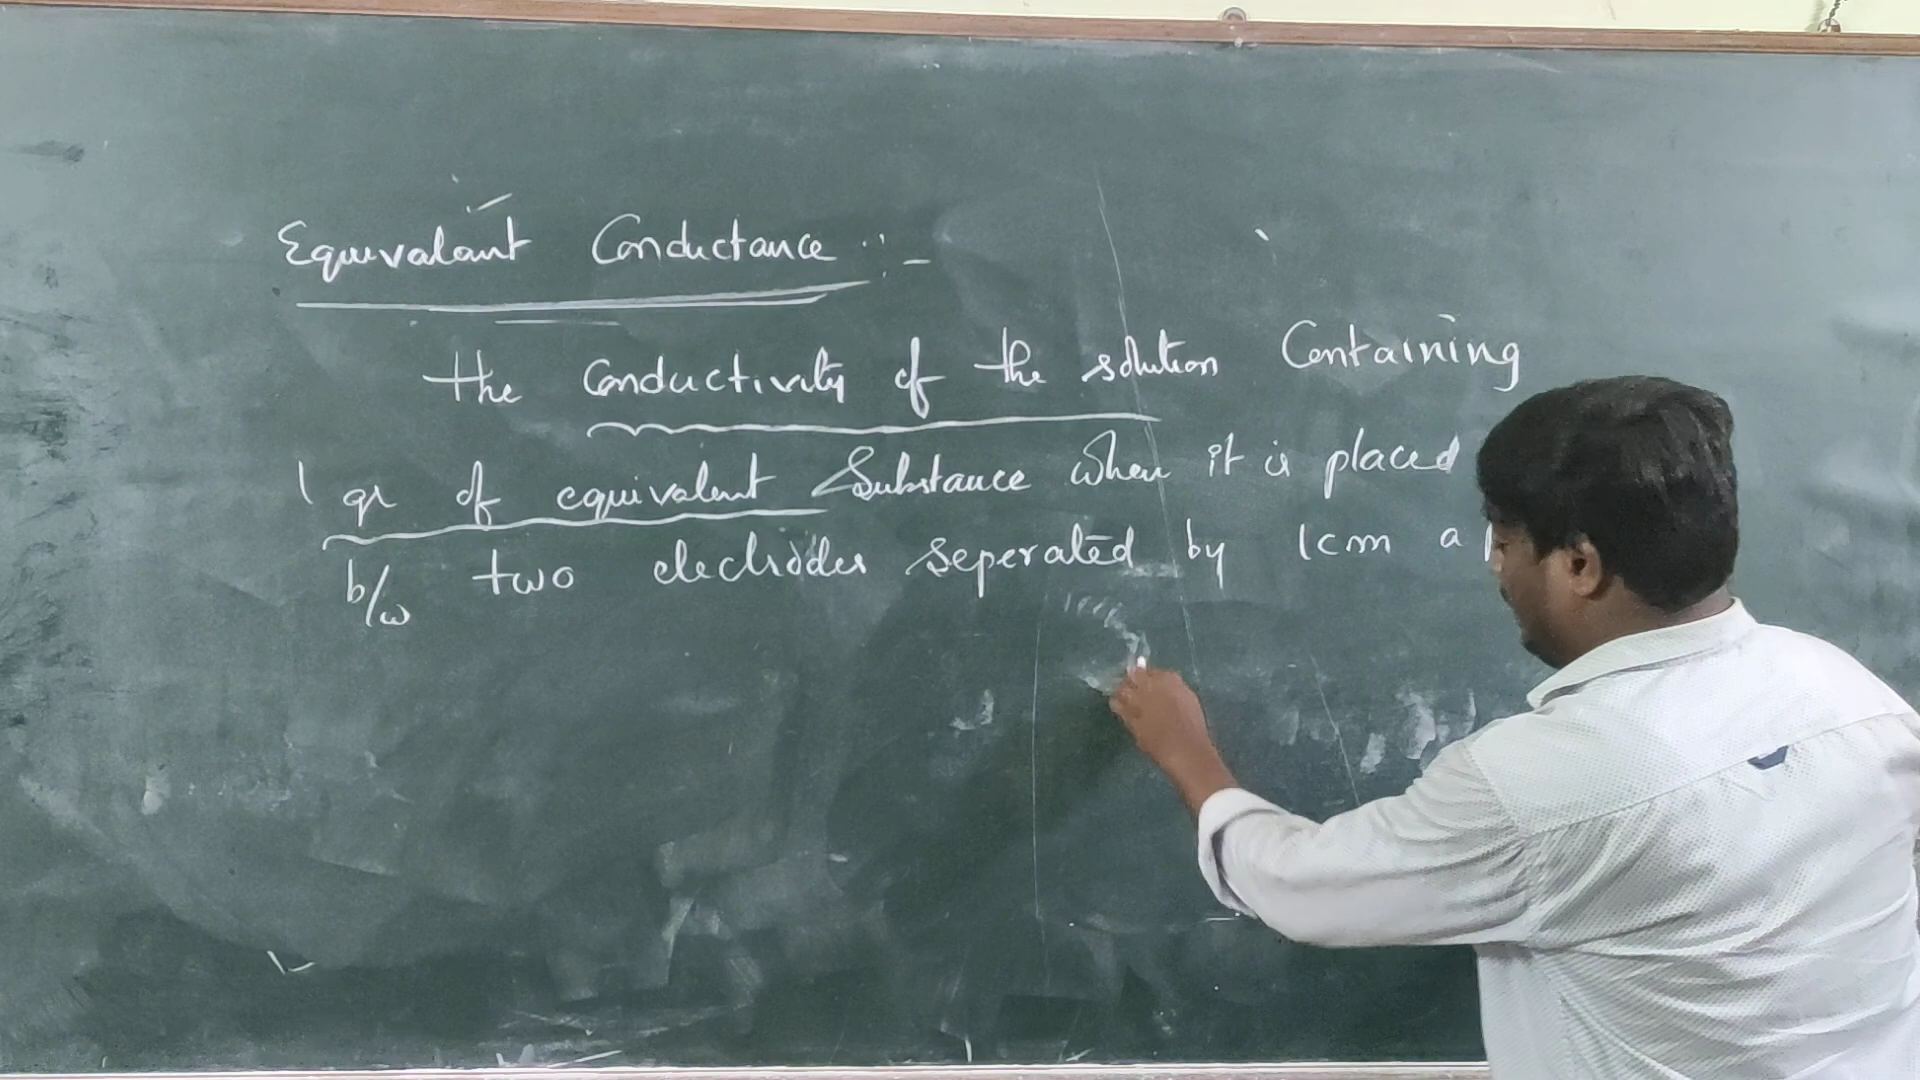 Equivalant Conductance :-
The Conductivity of the solution Containing
1 gr of equivalent Substance when it is placed
b/w two electrodes seperated by 1cm a